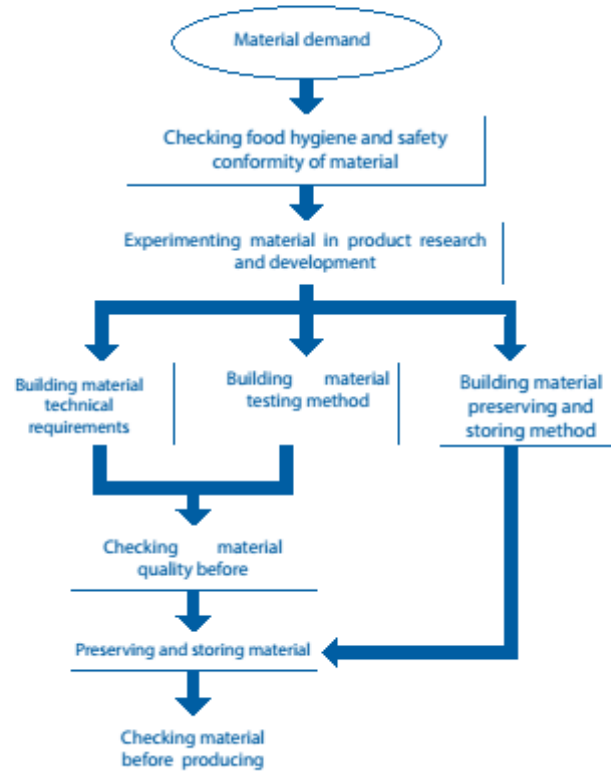 Material demand
Checking food hygiene and safety
conformity of material
Experimenting material in product research
and development
Building material
technical
requirements
Building material
testing method
Building material
preserving and
storing method
Checking material
quality before
Preserving and storing material
Checking material
before producing